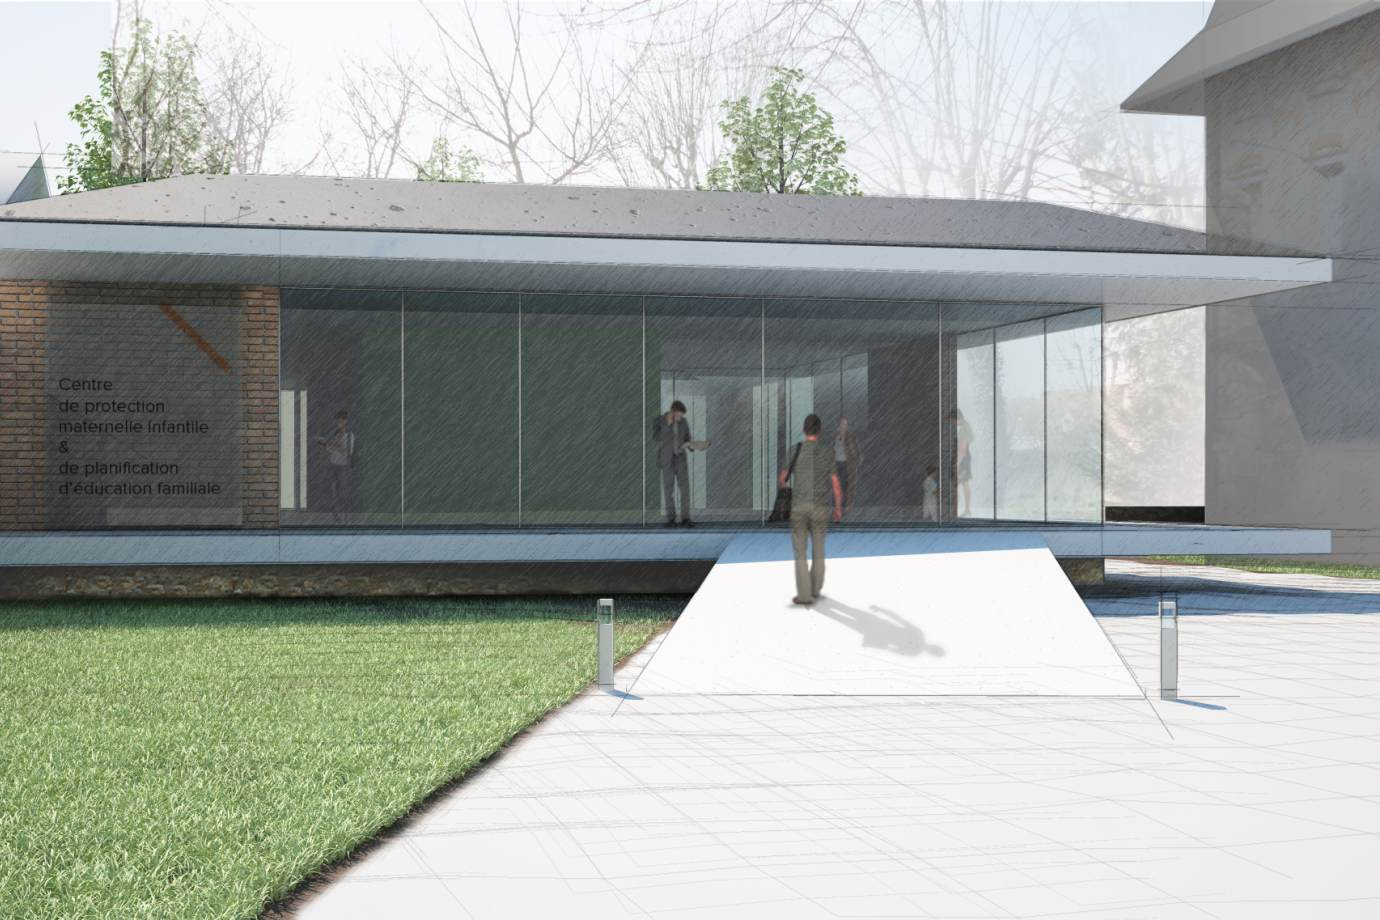 Centre
de protection
maternelle infantile
&
de planification
d'éducation familiale